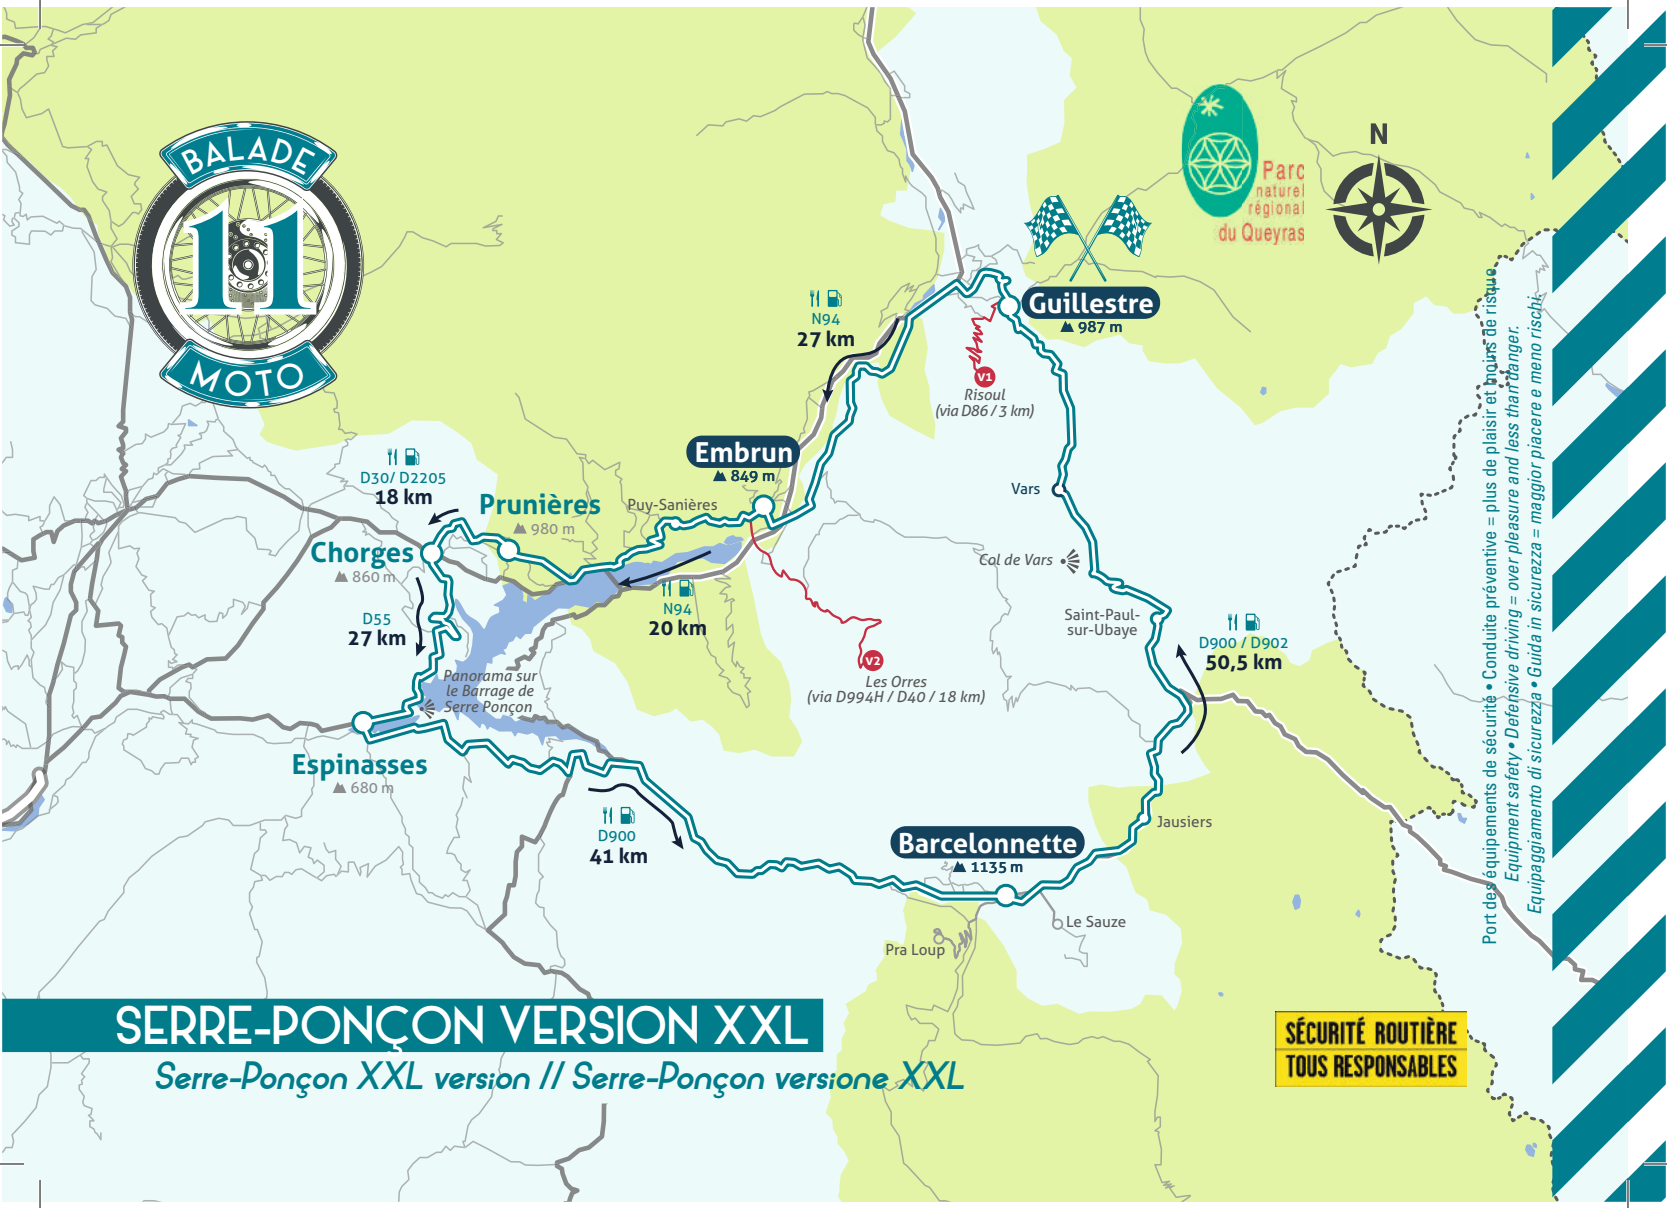 BALADE
11
MOTO
N
Parc
naturel
régional
du Queyras
Guillestre
987 m
N94
27 km
V1
Risoul
(via D86 / 3 km)
Embrun
849 m
D30/ D2205
18 km
Prunières
980 m
Puy-Sanières
Vars
Chorges
860 m
Col de Vars
N94
20 km
D55
27 km
Saint-Paul-
sur-Ubaye
D900 / D902
50,5 km
V2
Les Orres
(via D994H / D40 / 18 km)
Panorama sur
le Barrage de
Serre Ponçon
Espinasses
680 m
D900
41 km
Jausiers
Barcelonnette
1135 m
Le Sauze
Pra Loup
Port des équipements de sécurité • Conduite préventive = plus de plaisir et moins de risque
Equipment safety • Defensive driving = over pleasure and less than danger.
Equipaggiamento di sicurezza • Guida in sicurezza = maggior piacere e meno rischi.
SERRE-PONÇON VERSION XXL
Serre-Ponçon XXL version // Serre-Ponçon versione XXL
SÉCURITÉ ROUTIÈRE
TOUS RESPONSABLES